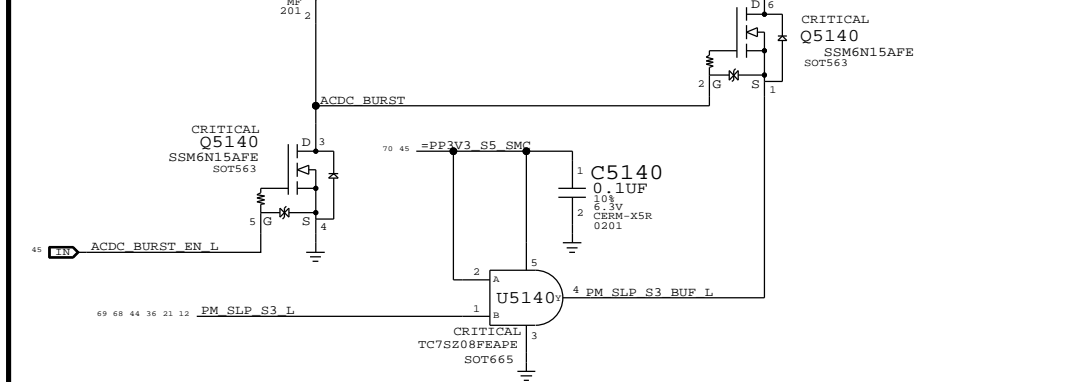 MF
201
2
D 6
CRITICAL
Q5140
SSM6N15AFE
SOT563
2 G S
1
ACDC_BURST
CRITICAL
Q5140
SSM6N15AFE
SOT563
D 3
5 G S
4
70 45 =PP3V3_S5_SMC
1
C5140
0.1UF
10%
6.3V
CERM-X5R
0201
2
45 IN ACDC_BURST_EN_L
5
2 A
U5140 Y
4 PM_SLP_S3_BUF_L
69 68 44 36 21 12 PM_SLP_S3_L
1 B
3
CRITICAL
TC7SZ08FEAPE
SOT665